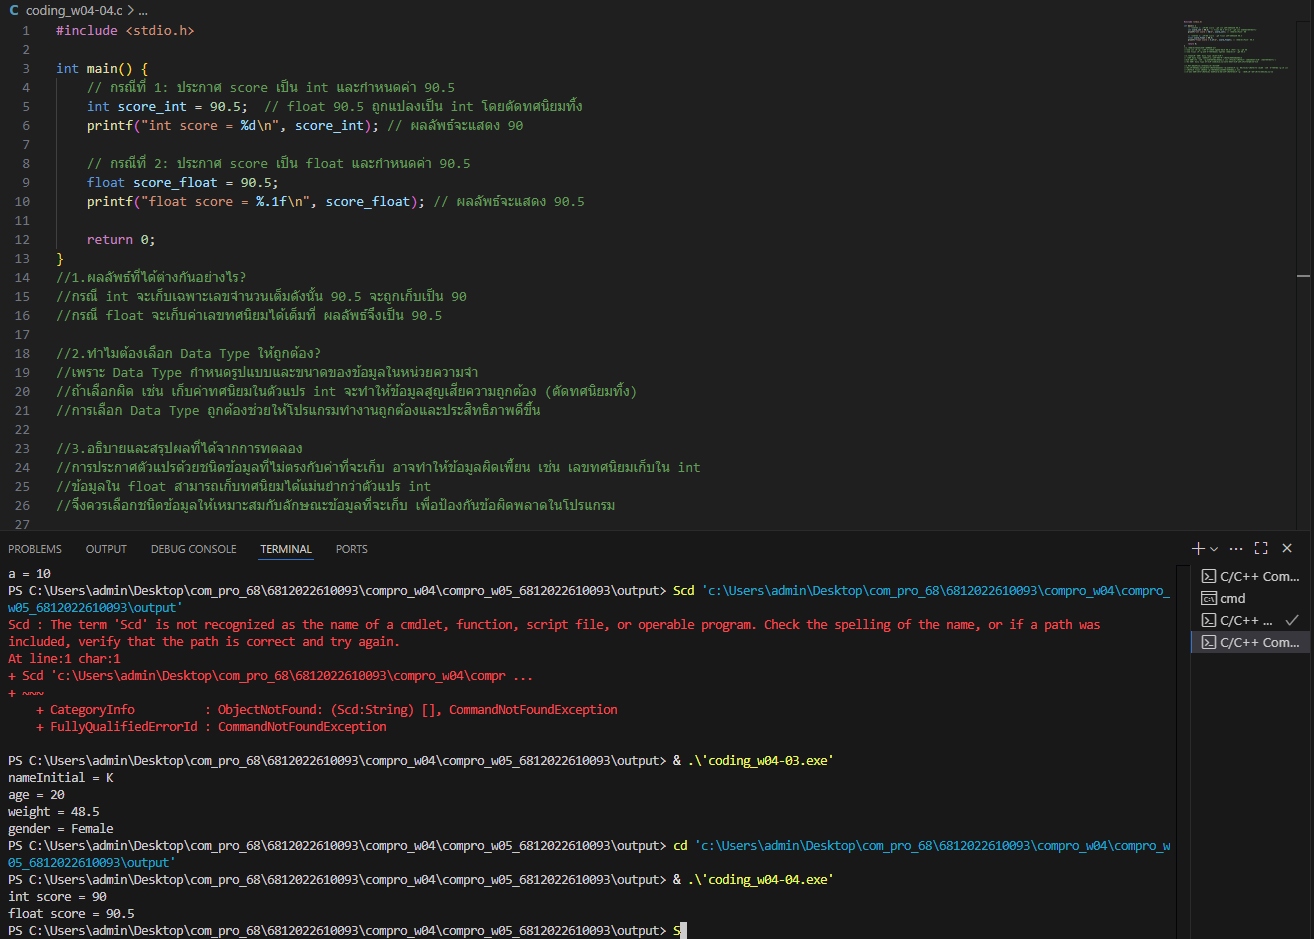 C coding_w04-04.c > ...
1 #include <stdio.h>
2
3 int main() {
4 // กรณีที่ 1: ประกาศ score เป็น int และกำหนดค่า 90.5
5 int score_int = 90.5; // float 90.5 ถูกแปลงเป็น int โดยตัดทศนิยมทิ้ง
6 printf("int score = %d\n", score_int); // ผลลัพธ์จะแสดง 90
7
8 // กรณีที่ 2: ประกาศ score เป็น float และกำหนดค่า 90.5
9 float score_float = 90.5;
10 printf("float score = %.1f\n", score_float); // ผลลัพธ์จะแสดง 90.5
11
12 return 0;
13 }
14 //1.ผลลัพธ์ที่ได้ต่างกันอย่างไร?
15 //กรณี int จะเก็บเฉพาะเลขจำนวนเต็มดังนั้น 90.5 จะถูกเก็บเป็น 90
16 //กรณี float จะเก็บค่าเลขทศนิยมได้เต็มที่ ผลลัพธ์จึงเป็น 90.5
17
18 //2.ทำไมต้องเลือก Data Type ให้ถูกต้อง?
19 //เพราะ Data Type กำหนดรูปแบบและขนาดของข้อมูลในหน่วยความจำ
20 //ถ้าเลือกผิด เช่น เก็บค่าทศนิยมในตัวแปร int จะทำให้ข้อมูลสูญเสียความถูกต้อง (ตัดทศนิยมทิ้ง)
21 //การเลือก Data Type ถูกต้องช่วยให้โปรแกรมทำงานถูกต้องและประสิทธิภาพดีขึ้น
22
23 //3.อธิบายและสรุปผลที่ได้จากการทดลอง
24 //การประกาศตัวแปรด้วยชนิดข้อมูลที่ไม่ตรงกับค่าที่จะเก็บ อาจทำให้ข้อมูลผิดเพี้ยน เช่น เลขทศนิยมเก็บใน int
25 //ข้อมูลใน float สามารถเก็บทศนิยมได้แม่นยำกว่าตัวแปร int
26 //จึงควรเลือกชนิดข้อมูลให้เหมาะสมกับลักษณะข้อมูลที่จะเก็บ เพื่อป้องกันข้อผิดพลาดในโปรแกรม
27
PROBLEMS OUTPUT DEBUG CONSOLE TERMINAL PORTS
a = 10
PS C:\Users\admin\Desktop\com_pro_68\6812022610093\compro_w04\compro_w05_6812022610093\output> Scd 'c:\Users\admin\Desktop\com_pro_68\6812022610093\compro_w04\compro_
w05_6812022610093\output'
Scd : The term 'Scd' is not recognized as the name of a cmdlet, function, script file, or operable program. Check the spelling of the name, or if a path was
included, verify that the path is correct and try again.
At line:1 char:1
+ Scd 'c:\Users\admin\Desktop\com_pro_68\6812022610093\compro_w04\compr ...
+ ~~~
+ CategoryInfo : ObjectNotFound: (Scd:String) [], CommandNotFoundException
+ FullyQualifiedErrorId : CommandNotFoundException
PS C:\Users\admin\Desktop\com_pro_68\6812022610093\compro_w04\compro_w05_6812022610093\output> & .\'coding_w04-03.exe'
nameInitial = K
age = 20
weight = 48.5
gender = Female
PS C:\Users\admin\Desktop\com_pro_68\6812022610093\compro_w04\compro_w05_6812022610093\output> cd 'c:\Users\admin\Desktop\com_pro_68\6812022610093\compro_w04\compro_w
05_6812022610093\output'
PS C:\Users\admin\Desktop\com_pro_68\6812022610093\compro_w04\compro_w05_6812022610093\output> & .\'coding_w04-04.exe'
int score = 90
float score = 90.5
PS C:\Users\admin\Desktop\com_pro_68\6812022610093\compro_w04\compro_w05_6812022610093\output> S
C/C++ Com...
cmd
C/C++ ...
C/C++ Com...